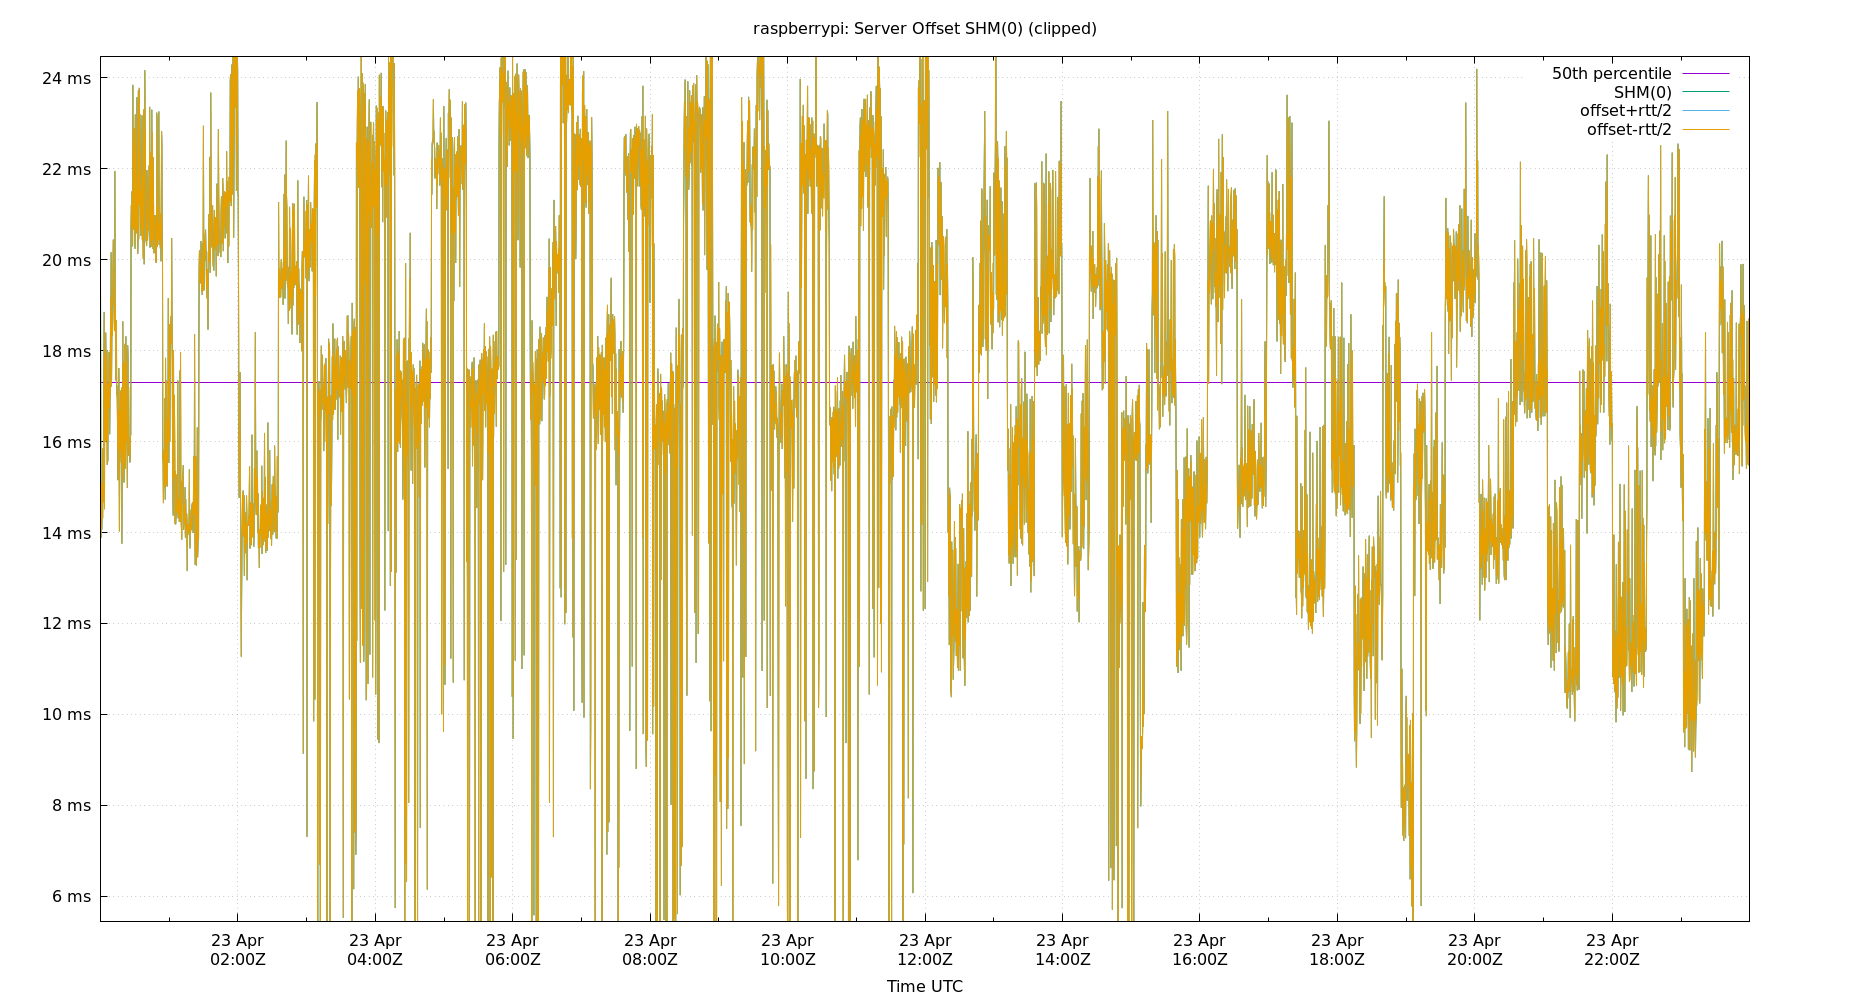 raspberrypi: Server Offset SHM(0) (clipped)
24 ms
22 ms
20 ms
18 ms
16 ms
14 ms
12 ms
10 ms
8 ms
6 ms
50th percentile
SHM(0)
offset+rtt/2
offset-rtt/2
23 Apr 23 Apr 23 Apr 23 Apr 23 Apr 23 Apr 23 Apr 23 Apr 23 Apr 23 Apr 23 Apr
02:00Z 04:00Z 06:00Z 08:00Z 10:00Z 12:00Z 14:00Z 16:00Z 18:00Z 20:00Z 22:00Z
Time UTC